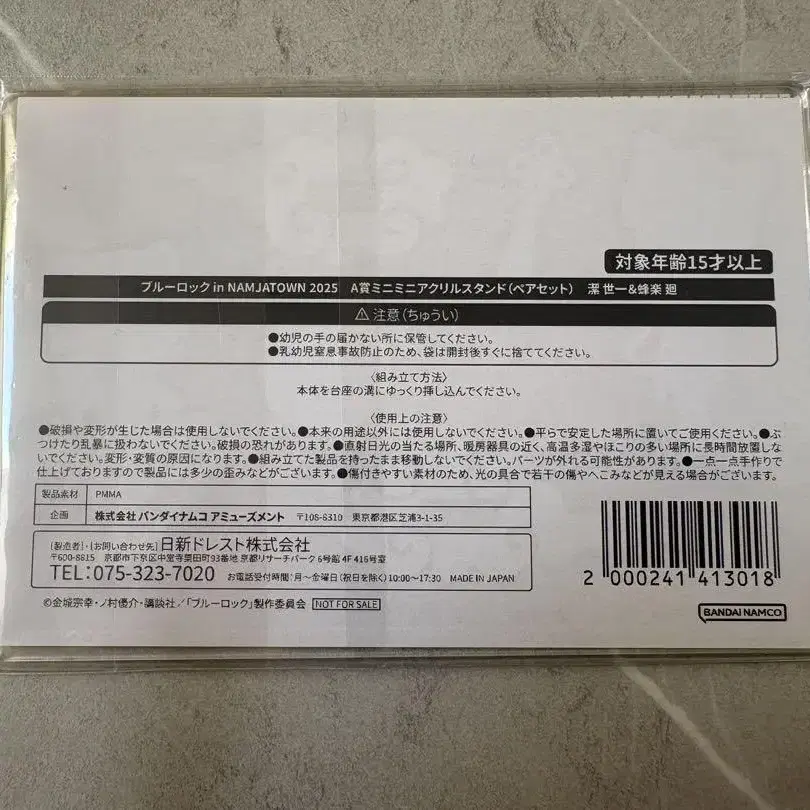 対象年齢15才以上
ブルーロック in NAMJATOWN 2025　A賞ミニミニアクリルスタンド（ペアセット）　潔 世一＆蜂楽 廻
⚠注意（ちゅうい）
●幼児の手の届かない所に保管してください。
●乳幼児窒息事故防止のため、袋は開封後すぐに捨ててください。
〈組み立て方法〉
本体を台座の溝にゆっくり挿し込んでください。
〈使用上の注意〉
●破損や変形が生じた場合は使用しないでください。●本来の用途以外には使用しないでください。●平らで安定した場所に置いてご使用ください。●ぶ
つけたり乱暴に扱わないでください。破損の恐れがあります。●直射日光の当たる場所、暖房器具の近く、高温多湿やほこりの多い場所に長時間放置しな
いでください。変形・変質の原因になります。●組み立てた製品を持ったまま移動しないでください。パーツが外れる可能性があります。●一点一点手作りで
仕上げておりますので製品には多少の歪みなどがございます。●傷付きやすい素材のため、光の具合で若干の傷やへこみなどが見える場合がございます。
製品素材　PMMA
企画　株式会社 バンダイナムコ アミューズメント　〒108-8310　東京都港区芝浦3-1-35
［製造者］・［お問い合わせ先］日新ドレスト株式会社
〒600-8815　京都市下京区中堂寺粟田町93番地 京都リサーチパーク 6号館 4F 416号室
TEL：075-323-7020　お電話受付時間：月〜金曜日（祝日を除く）10:00〜17:30　MADE IN JAPAN
2 000241 413018
©金城宗幸・ノ村優介・講談社／「ブルーロック」製作委員会　NOT FOR SALE
BANDAI NAMCO